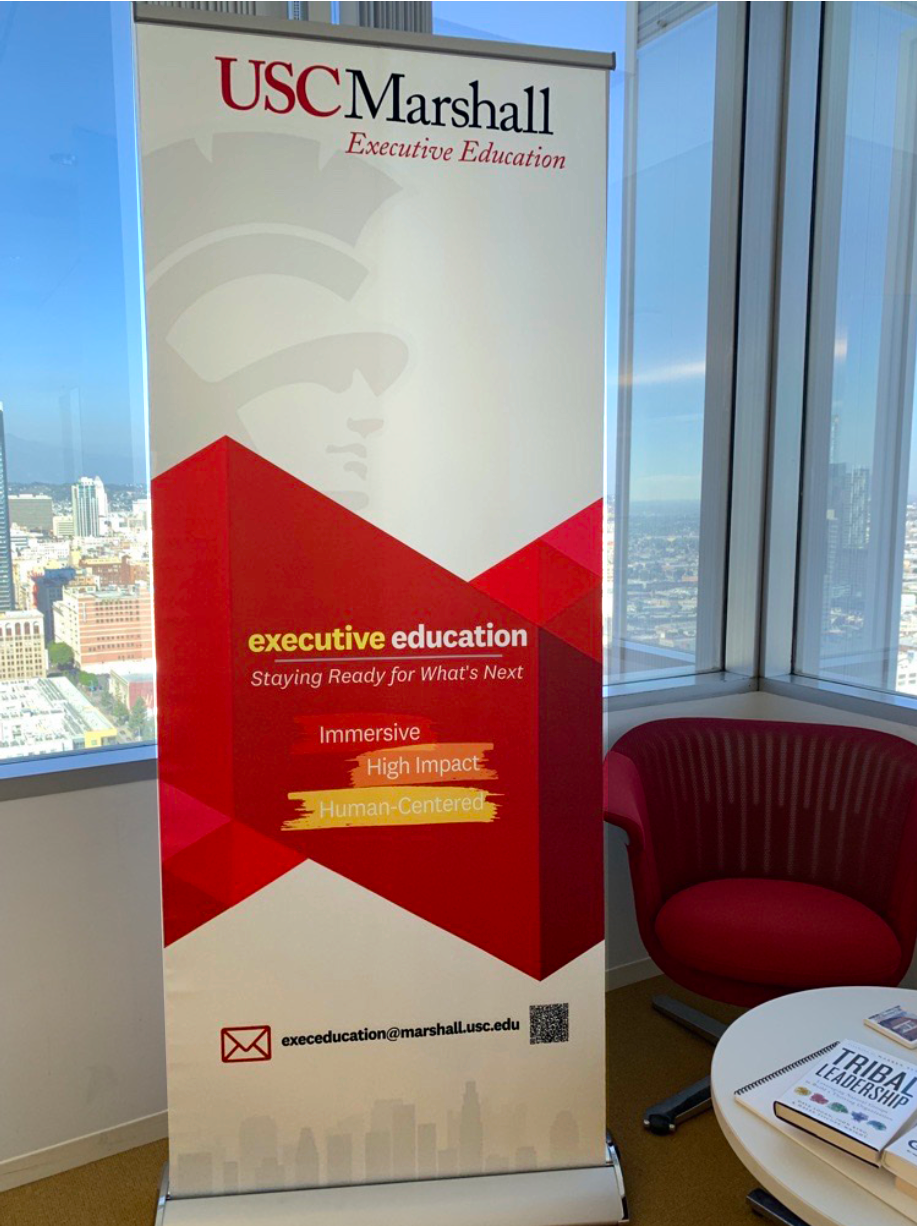 USC Marshall
Executive Education
executive education
Staying Ready for What's Next
Immersive
High Impact
Human-Centered
execeducation@marshall.usc.edu
TRIBAL
LEADERSHIP